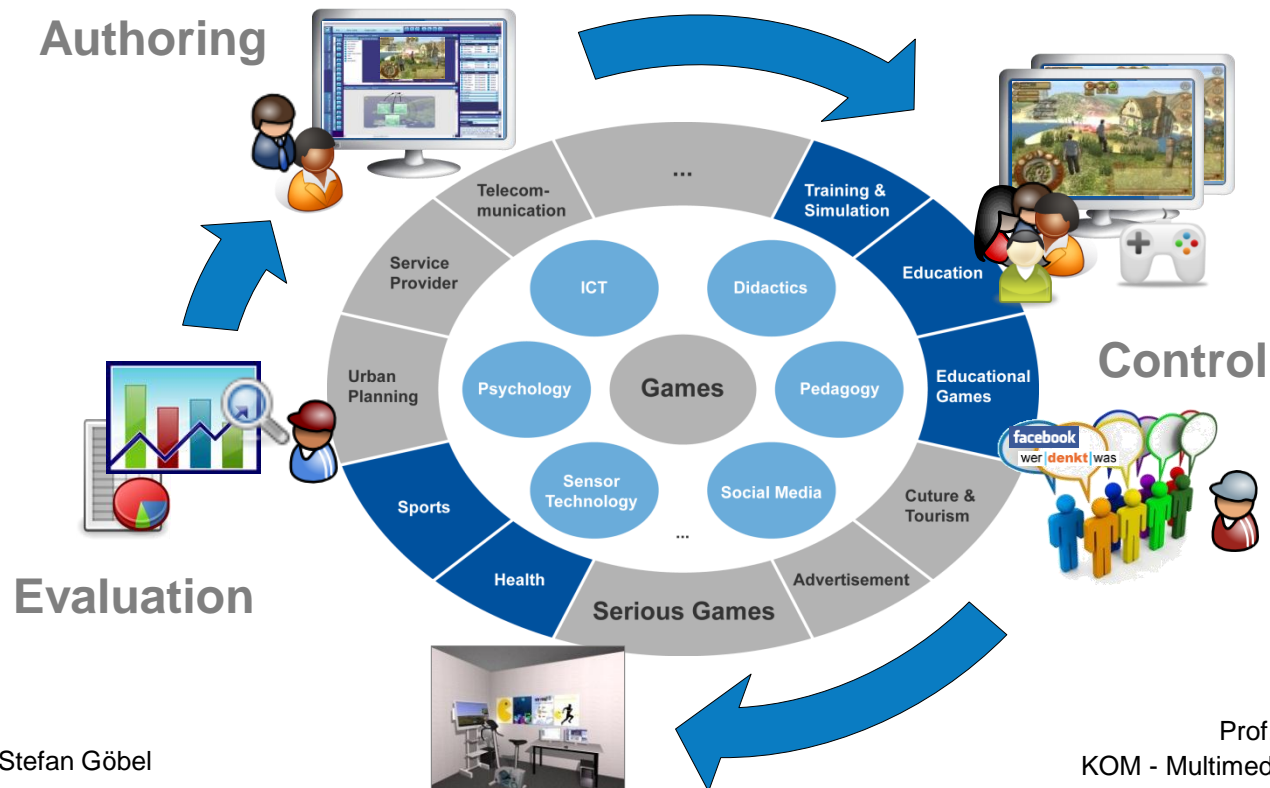 Authoring
...
Telecom-
munication
Training &
Simulation
Service
Provider
ICT
Didactics
Education
Urban
Planning
Psychology
Games
Pedagogy
Educational
Games
Control
facebook
wer|denkt|was
Sports
Sensor
Technology
Social Media
Cuture &
Tourism
...
Health
Advertisement
Evaluation
Serious Games
Stefan Göbel
Prof
KOM - Multimed